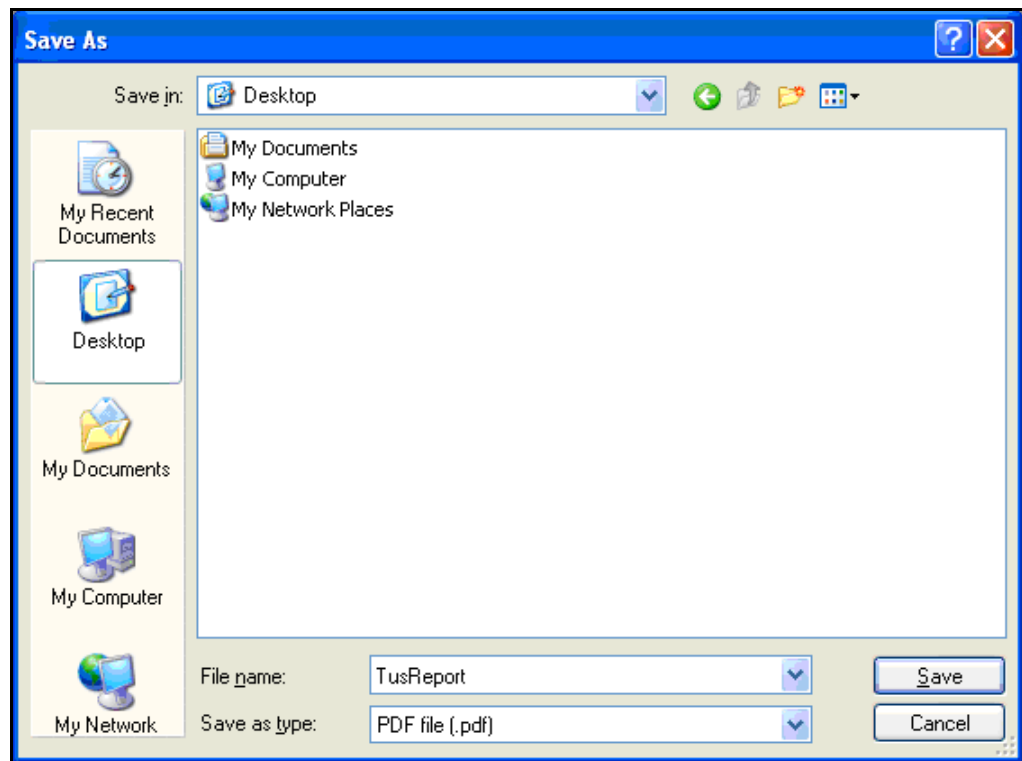 Save As
Save in:
Desktop
My Documents
My Computer
My Network Places
My Recent
Documents
Desktop
My Documents
My Computer
My Network
File name:
TusReport
Save
Save as type:
PDF file (.pdf)
Cancel